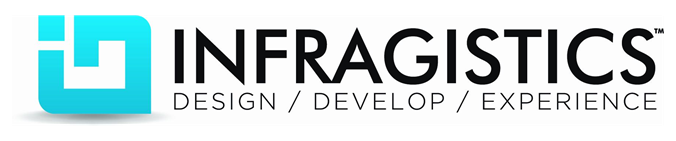 INFRAGISTICS™
DESIGN / DEVELOP / EXPERIENCE